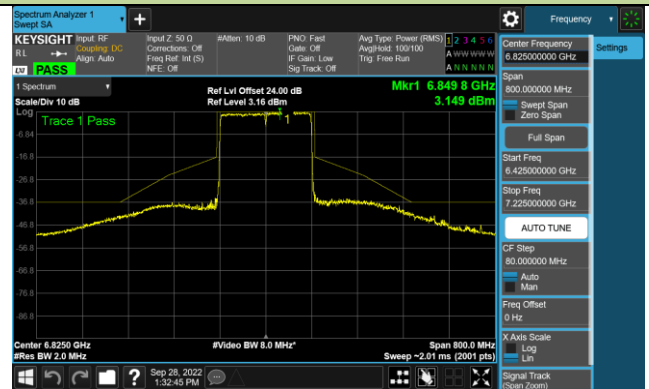 Spectrum Analyzer 1
Swept SA
Frequency
KEYSIGHT
Input: RF
Coupling: DC
Align: Auto
Input Z: 50 Ω
Corrections: Off
Freq Ref: Int (S)
NFE: Off
#Atten: 10 dB
PNO: Fast
Gate: Off
IF Gain: Low
Sig Track: Off
Avg Type: Power (RMS)
Avg|Hold: 100/100
Trig: Free Run
1 2 3 4 5 6
A W W W W W
A N N N N N
R L
LXI PASS
1 Spectrum
Scale/Div 10 dB
Ref Lvl Offset 24.00 dB
Ref Level 3.16 dBm
Mkr1 6.849 8 GHz
3.149 dBm
Log
Trace 1 Pass
1
-6.84
-16.8
-26.8
-36.8
-46.8
-56.8
-66.8
-76.8
-86.8
Center 6.8250 GHz
#Res BW 2.0 MHz
#Video BW 8.0 MHz*
Span 800.0 MHz
Sweep ~2.01 ms (2001 pts)
Sep 28, 2022
1:32:45 PM
Center Frequency
6.825000000 GHz
Settings
Span
800.000000 MHz
Swept Span
Zero Span
Full Span
Start Freq
6.425000000 GHz
Stop Freq
7.225000000 GHz
AUTO TUNE
CF Step
80.000000 MHz
Auto
Man
Freq Offset
0 Hz
X Axis Scale
Log
Lin
Signal Track
(Span Zoom)